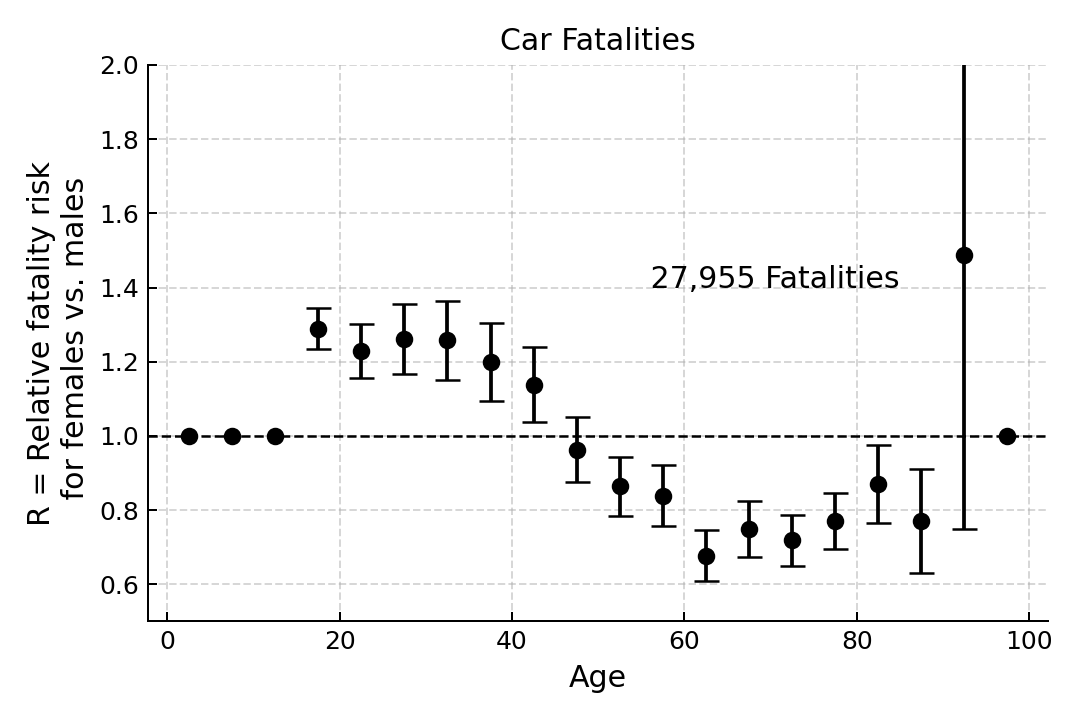 Car Fatalities
R = Relative fatality risk
for females vs. males
2.0
1.8
1.6
1.4
1.2
1.0
0.8
0.6
27,955 Fatalities
0
20
40
60
80
100
Age